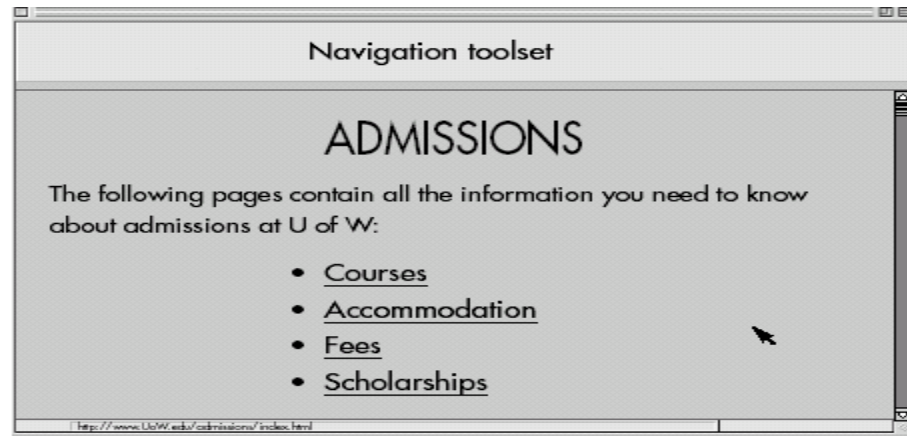 Navigation toolset
ADMISSIONS
The following pages contain all the information you need to know
about admissions at U of W:
• Courses
• Accommodation
• Fees
• Scholarships
http://www.UoW.edu/admissions/index.html